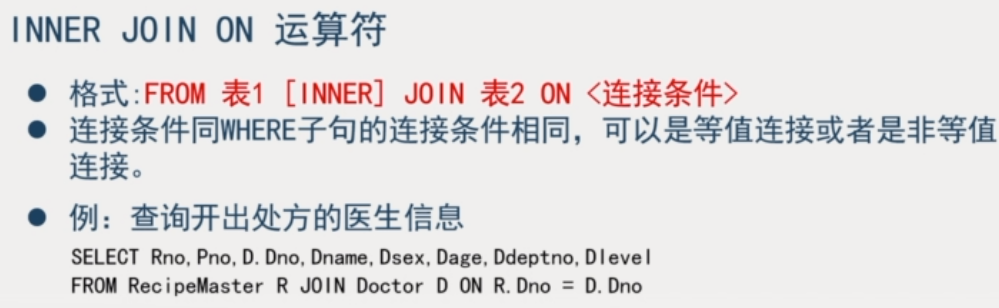 INNER JOIN ON 运算符
● 格式:FROM 表1 [INNER] JOIN 表2 ON <连接条件>
● 连接条件同WHERE子句的连接条件相同，可以是等值连接或者是非等值
连接。
● 例：查询开出处方的医生信息
SELECT Rno,Pno,D.Dno,Dname,Dsex,Dage,Ddeptno,Dlevel
FROM RecipeMaster R JOIN Doctor D ON R.Dno = D.Dno